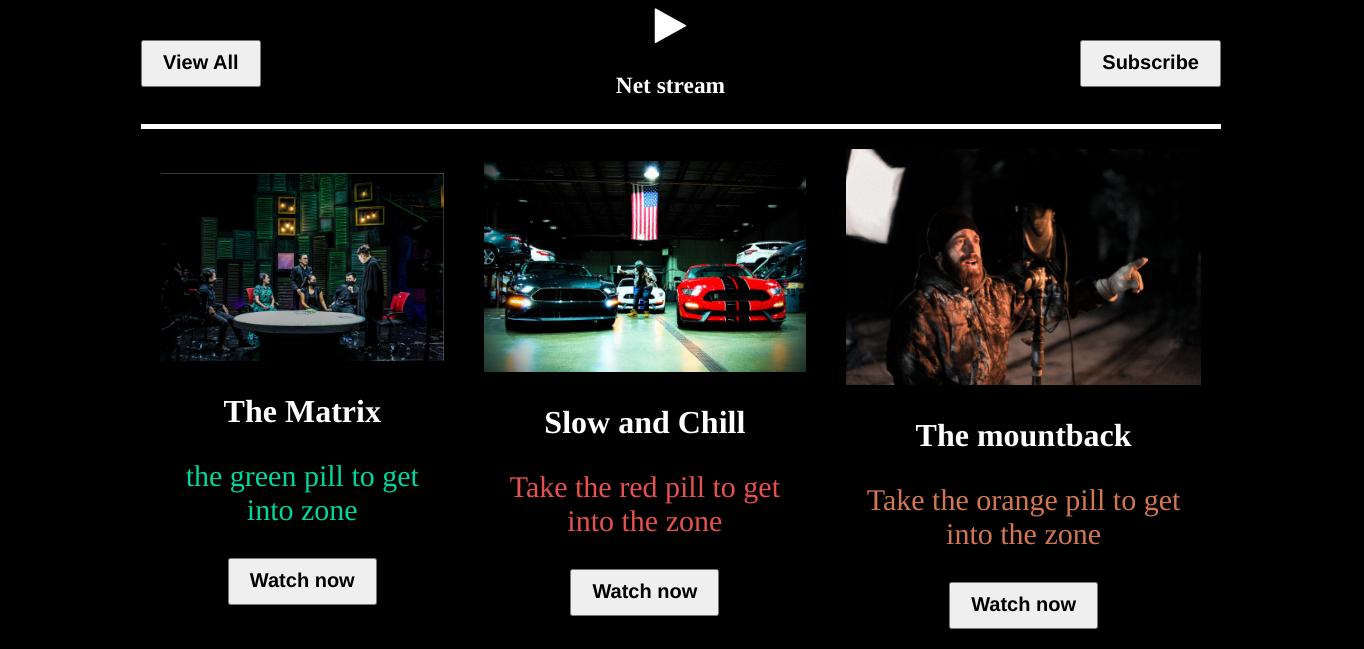 View All
Net stream
Subscribe
The Matrix
the green pill to get
into zone
Watch now
Slow and Chill
Take the red pill to get
into the zone
Watch now
The mountback
Take the orange pill to get
into the zone
Watch now